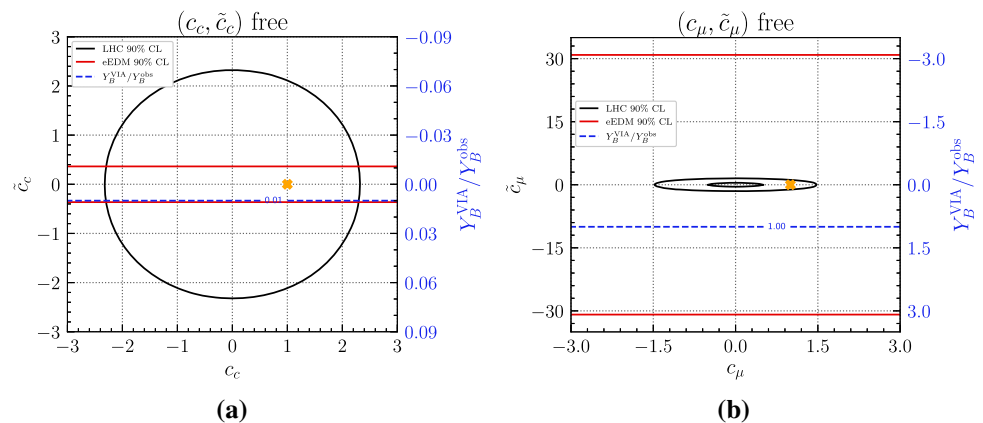 (c_c, c̃_c) free
3
2
1
0
−1
−2
−3
c̃_c
LHC 90% CL
eEDM 90% CL
Y_B^VIA/Y_B^obs
0.01
−0.09
−0.06
−0.03
0.00
0.03
0.06
0.09
Y_B^VIA/Y_B^obs
−3 −2 −1 0 1 2 3
c_c
(a)
(c_μ, c̃_μ) free
30
15
0
−15
−30
c̃_μ
LHC 90% CL
eEDM 90% CL
Y_B^VIA/Y_B^obs
1.00
−3.0
−1.5
0.0
1.5
3.0
Y_B^VIA/Y_B^obs
−3.0 −1.5 0.0 1.5 3.0
c_μ
(b)